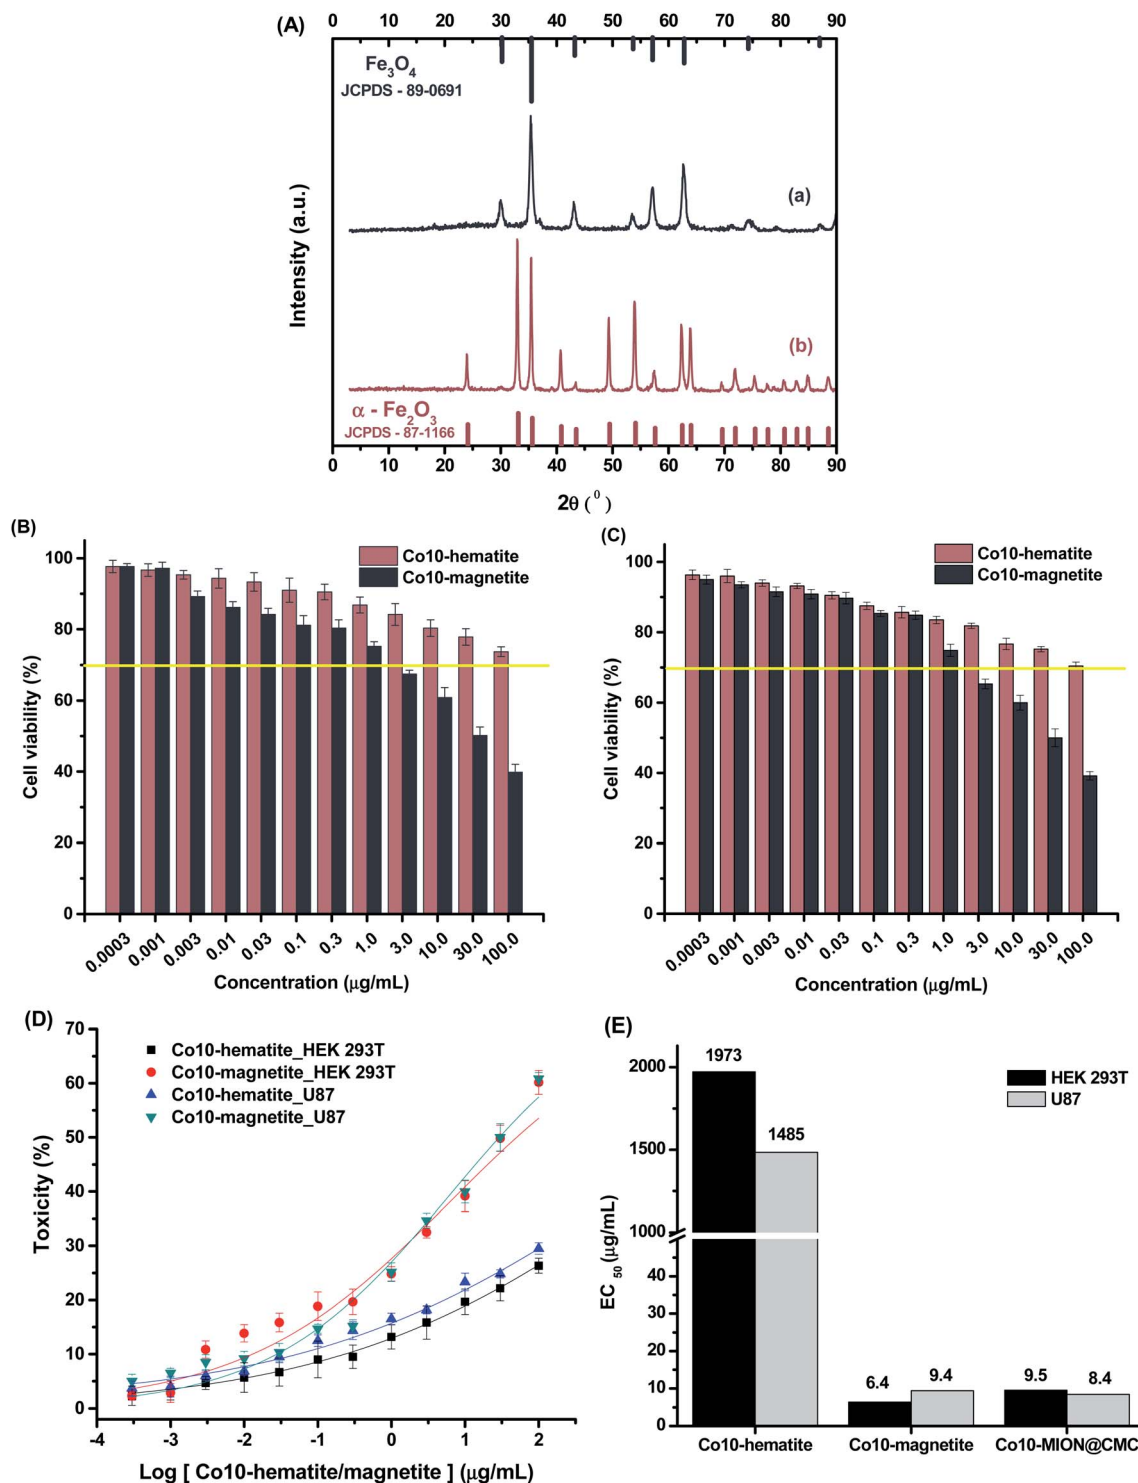 (A)
0 10 20 30 40 50 60 70 80 90
Fe3O4
JCPDS - 89-0691
(a)
Intensity (a.u.)
(b)
α - Fe2O3
JCPDS - 87-1166
0 10 20 30 40 50 60 70 80 90
2θ (0)
(B)
Co10-hematite
Co10-magnetite
100
80
60
40
20
0
Cell viability (%)
0.0003 0.001 0.003 0.01 0.03 0.1 0.3 1.0 3.0 10.0 30.0 100.0
Concentration (μg/mL)
(C)
Co10-hematite
Co10-magnetite
100
80
60
40
20
0
Cell viability (%)
0.0003 0.001 0.003 0.01 0.03 0.1 0.3 1.0 3.0 10.0 30.0 100.0
Concentration (μg/mL)
(D)
Co10-hematite_HEK 293T
Co10-magnetite_HEK 293T
Co10-hematite_U87
Co10-magnetite_U87
70
60
50
40
30
20
10
0
Toxicity (%)
-4 -3 -2 -1 0 1 2
Log [ Co10-hematite/magnetite ] (μg/mL)
(E)
HEK 293T
U87
2000
1500
1000
40
30
20
10
0
EC 50 (μg/mL)
1973
1485
6.4
9.4
9.5
8.4
Co10-hematite Co10-magnetite Co10-MION@CMC